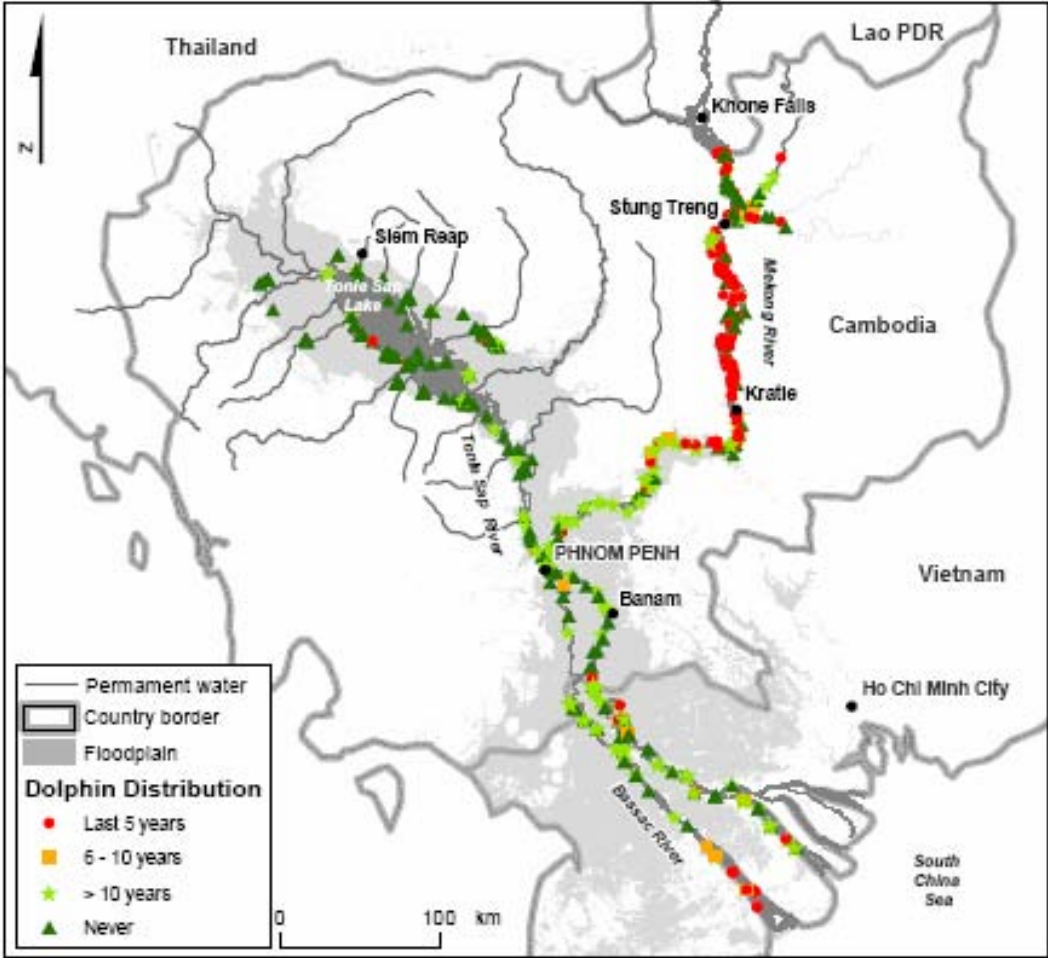 Thailand
Lao PDR
Khone Falls
N
Stung Treng
Siem Reap
Tonle Sap
Lake
Mekong River
Cambodia
Kratie
Tonle Sap River
PHNOM PENH
Vietnam
Banam
Permament water
Country border
Floodplain
Ho Chi Minh City
Dolphin Distribution
Last 5 years
6 - 10 years
> 10 years
Never
Bassac River
South
China
Sea
0 100 km